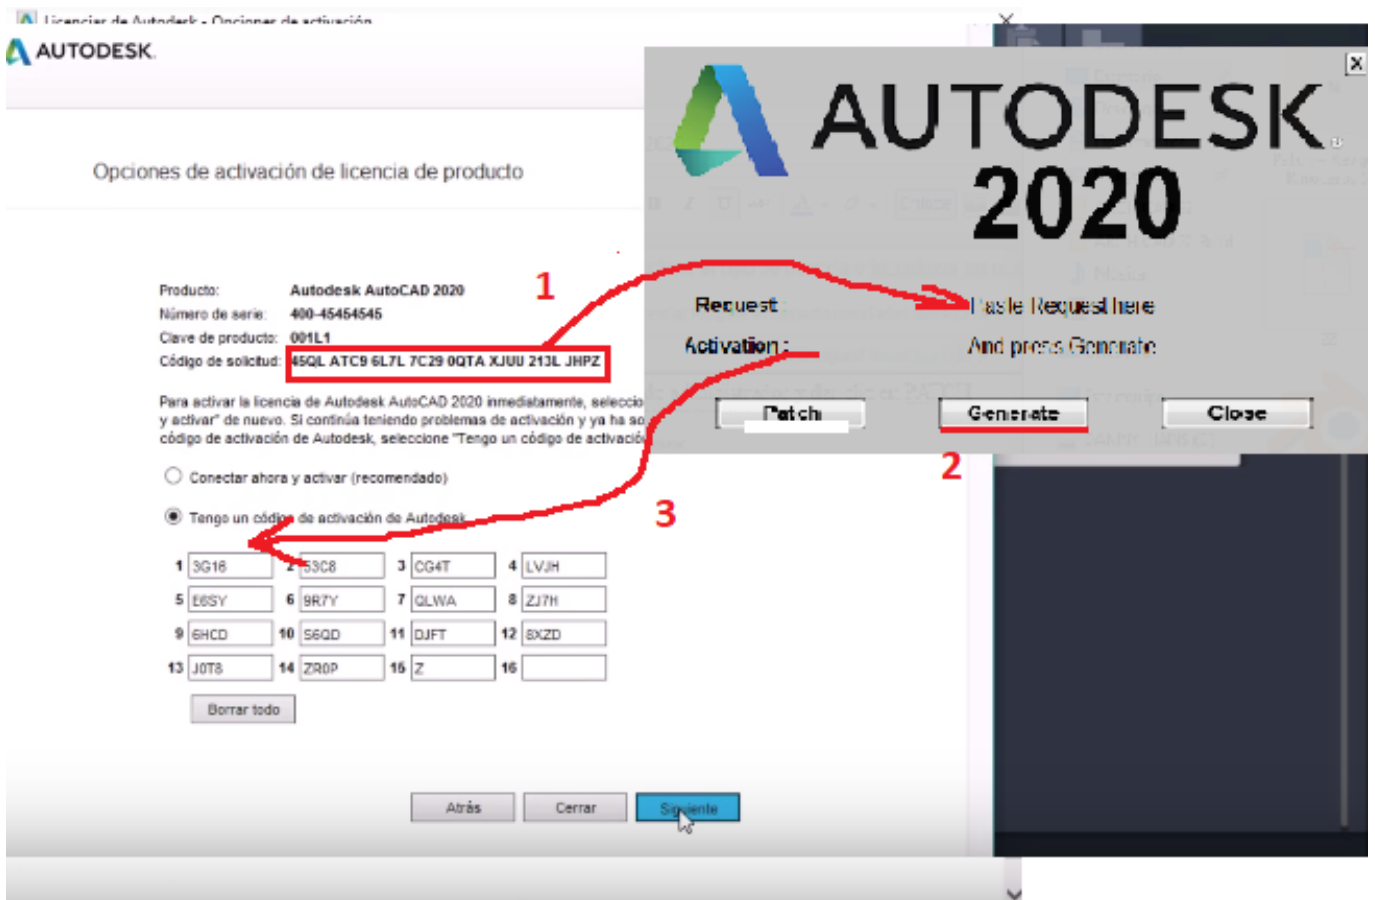 Licenciar de Autodesk - Opciones de activación
AUTODESK.
Opciones de activación de licencia de producto
Producto: Autodesk AutoCAD 2020
Número de serie: 400-45454545
Clave de producto: 001L1
Código de solicitud: 45QL ATC9 6L7L 7C29 0QTA XJUU 213L JHPZ
Para activar la licencia de Autodesk AutoCAD 2020 inmediatamente, seleccio
y activar" de nuevo. Si continúa teniendo problemas de activación y ya ha so
código de activación de Autodesk, seleccione "Tengo un código de activació
Conectar ahora y activar (recomendado)
Tengo un código de activación de Autodesk
1 3G16 2 53C8 3 CG4T 4 LVJH
5 E6SY 6 9R7Y 7 QLWA 8 ZJ7H
9 6HCD 10 S6QD 11 DJFT 12 8XZD
13 J0T8 14 ZR0P 15 Z 16
Borrar todo
Atrás Cerrar Siguiente
1
AUTODESK
2020
Request: Paste Request here
Activation: And press Generate
Patch Generate Close
2
3